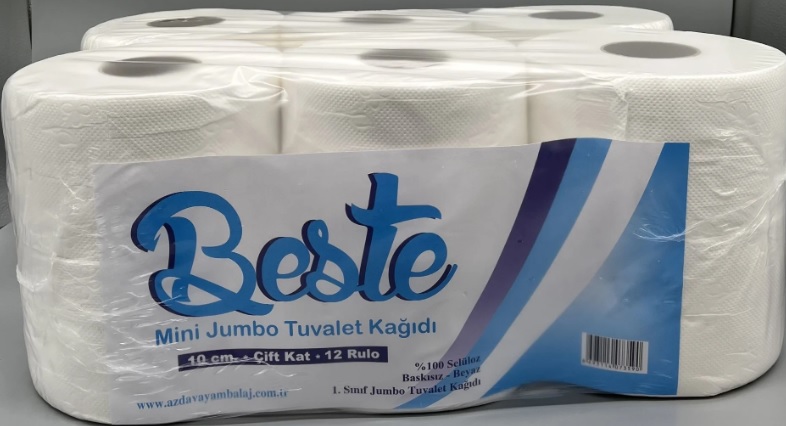 Beste
Mini Jumbo Tuvalet Kağıdı
10 cm. • Çift Kat • 12 Rulo
%100 Selüloz
Baskısız - Beyaz
1. Sınıf Jumbo Tuvalet Kağıdı
www.azdavayambalaj.com.tr